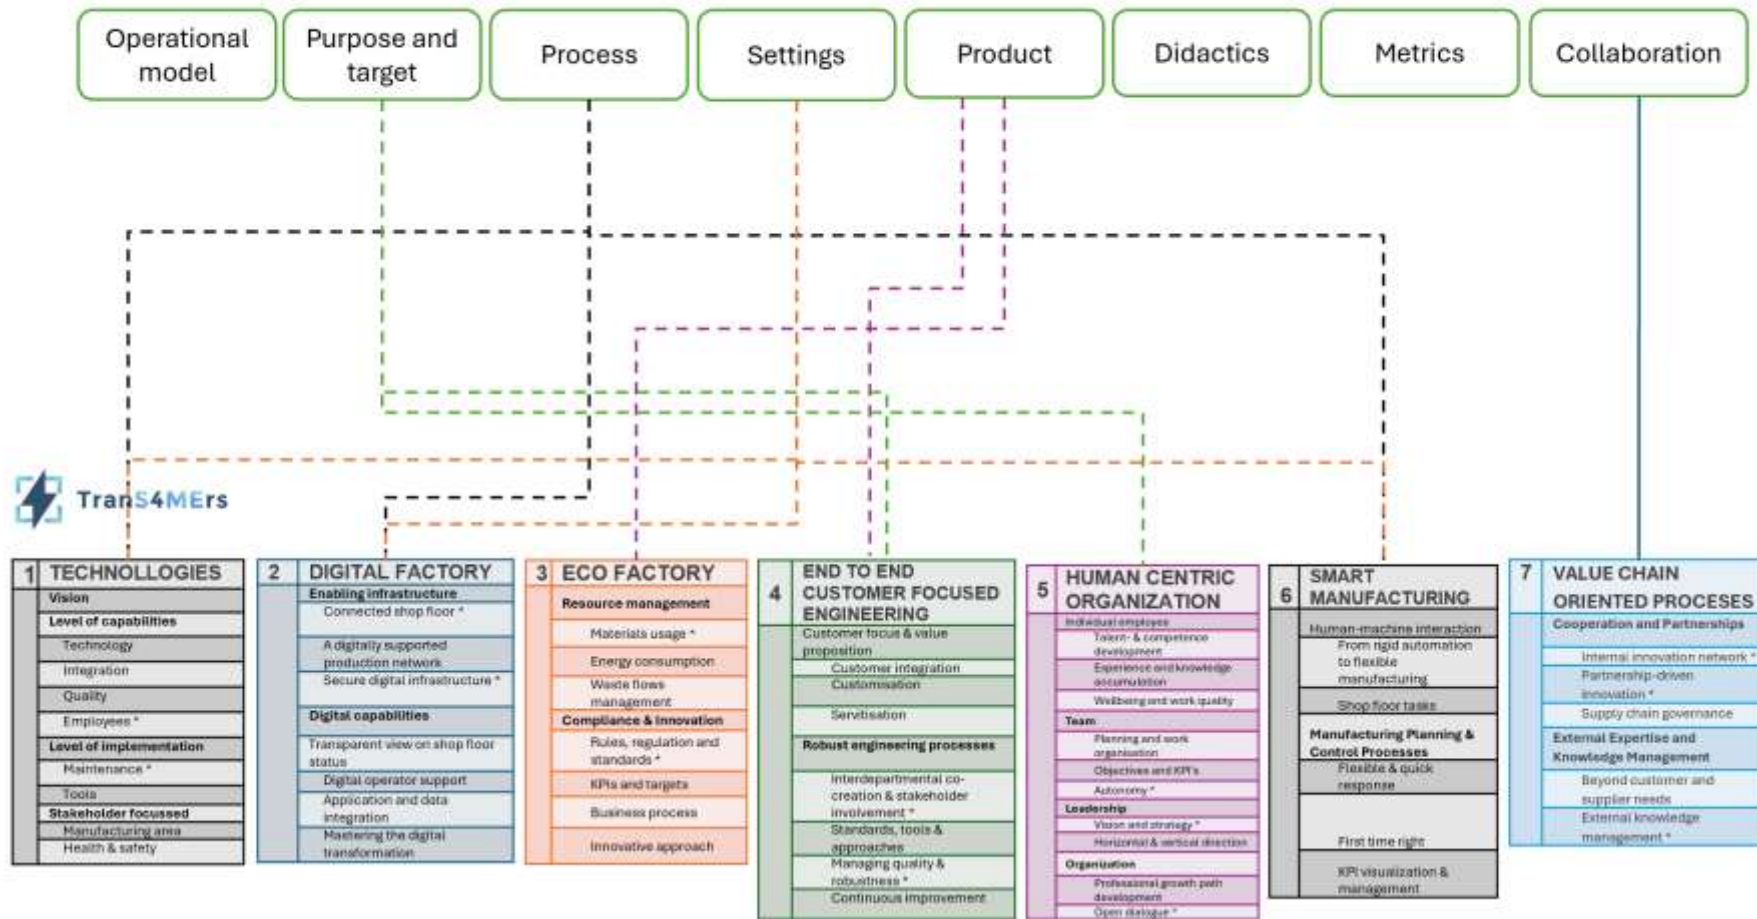 Operational
model
Purpose and
target
Process
Settings
Product
Didactics
Metrics
Collaboration
TranS4MErs
1 TECHNOLLOGIES
Vision
Level of capabilities
Technology
Integration
Quality
Employees *
Level of implementation
Maintenance *
Tools
Stakeholder focussed
Manufacturing area
Health & safety
2 DIGITAL FACTORY
Enabling infrastructure
Connected shop floor *
A digitally supported
production network
Secure digital infrastructure *
Digital capabilities
Transparent view on shop floor
status
Digital operator support
Application and data
integration
Mastering the digital
transformation
3 ECO FACTORY
Resource management
Materials usage *
Energy consumption
Waste flows
management
Compliance & Innovation
Rules, regulation and
standards *
KPIs and targets
Business process
Innovative approach
4 END TO END
CUSTOMER FOCUSED
ENGINEERING
Customer focus & value
proposition
Customer integration
Customisation
Servitisation
Robust engineering processes
Interdepartmental co-
creation & stakeholder
involvement *
Standards, tools &
approaches
Managing quality &
robustness *
Continuous improvement
5 HUMAN CENTRIC
ORGANIZATION
Individual employee
Talent- & competence
development
Experience and knowledge
accumulation
Wellbeing and work quality
Team
Planning and work
organisation
Objectives and KPI's
Autonomy *
Leadership
Vision and strategy *
Horizontal & vertical direction
Organization
Professional growth path
development
Open dialogue *
6 SMART
MANUFACTURING
Human-machine interaction
From rigid automation
to flexible
manufacturing
Shop floor tasks
Manufacturing Planning &
Control Processes
Flexible & quick
response
First time right
KPI visualization &
management
7 VALUE CHAIN
ORIENTED PROCESES
Cooperation and Partnerships
Internal innovation network *
Partnership-driven
innovation *
Supply chain governance
External Expertise and
Knowledge Management
Beyond customer and
supplier needs
External knowledge
management *